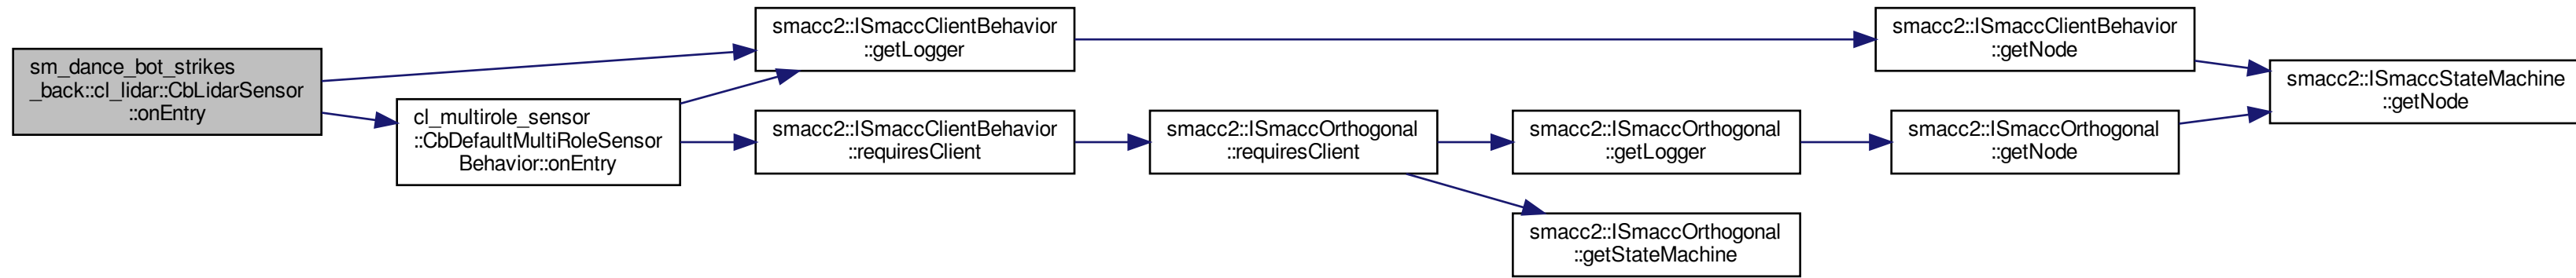 sm_dance_bot_strikes
_back::cl_lidar::CbLidarSensor
::onEntry
cl_multirole_sensor
::CbDefaultMultiRoleSensor
Behavior::onEntry
smacc2::ISmaccClientBehavior
::getLogger
smacc2::ISmaccClientBehavior
::requiresClient
smacc2::ISmaccOrthogonal
::requiresClient
smacc2::ISmaccOrthogonal
::getLogger
smacc2::ISmaccOrthogonal
::getStateMachine
smacc2::ISmaccClientBehavior
::getNode
smacc2::ISmaccOrthogonal
::getNode
smacc2::ISmaccStateMachine
::getNode